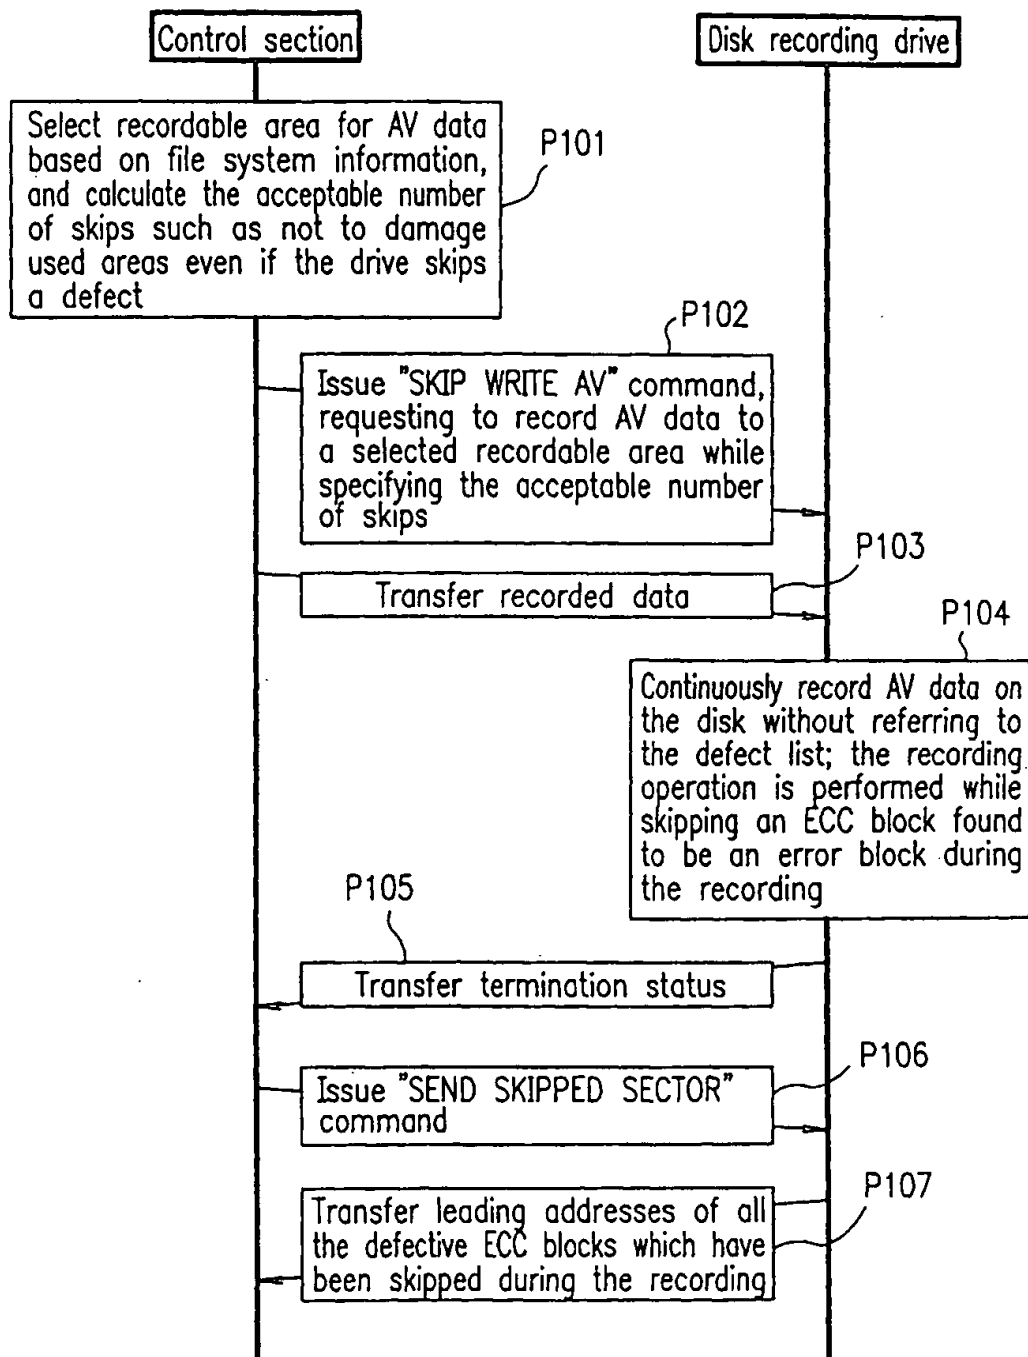 Control section
Disk recording drive
Select recordable area for AV data
based on file system information,
and calculate the acceptable number
of skips such as not to damage
used areas even if the drive skips
a defect
P101
P102
Issue "SKIP WRITE AV" command,
requesting to record AV data to
a selected recordable area while
specifying the acceptable number
of skips
P103
Transfer recorded data
P104
Continuously record AV data on
the disk without referring to
the defect list; the recording
operation is performed while
skipping an ECC block found
to be an error block during
the recording
P105
Transfer termination status
P106
Issue "SEND SKIPPED SECTOR"
command
P107
Transfer leading addresses of all
the defective ECC blocks which have
been skipped during the recording